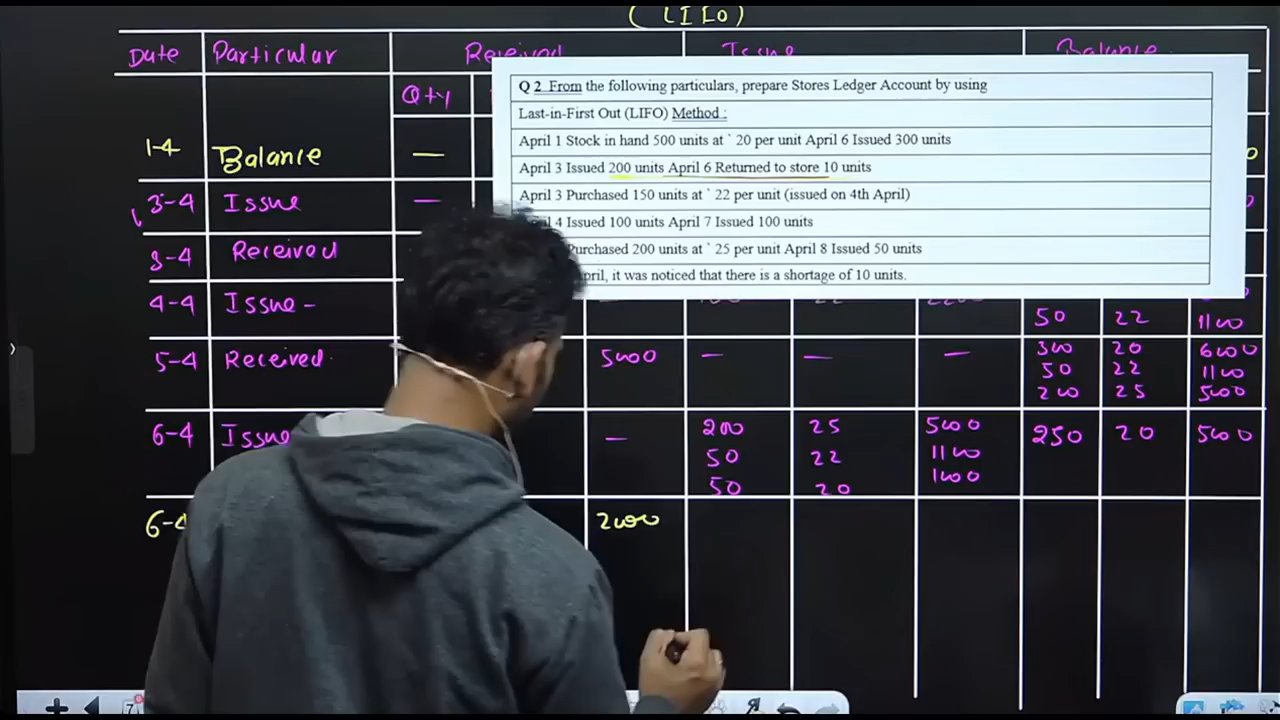 (LIFO)
Date Particular Received Issue Balance
Qty
Q 2 From the following particulars, prepare Stores Ledger Account by using
Last-in-First Out (LIFO) Method :
April 1 Stock in hand 500 units at ` 20 per unit April 6 Issued 300 units
April 3 Issued 200 units April 6 Returned to store 10 units
April 3 Purchased 150 units at ` 22 per unit (issued on 4th April)
4 Issued 100 units April 7 Issued 100 units
Purchased 200 units at ` 25 per unit April 8 Issued 50 units
April, it was noticed that there is a shortage of 10 units.
1-4 Balance —
3-4 Issue —
3-4 Received
4-4 Issue -
50 22 1100
5-4 Received 5000 — — — 300 20 6000
50 22 1100
200 25 5000
6-4 Issue — 200 25 5000 250 20 5000
50 22 1100
50 20 1000
6-4 2000